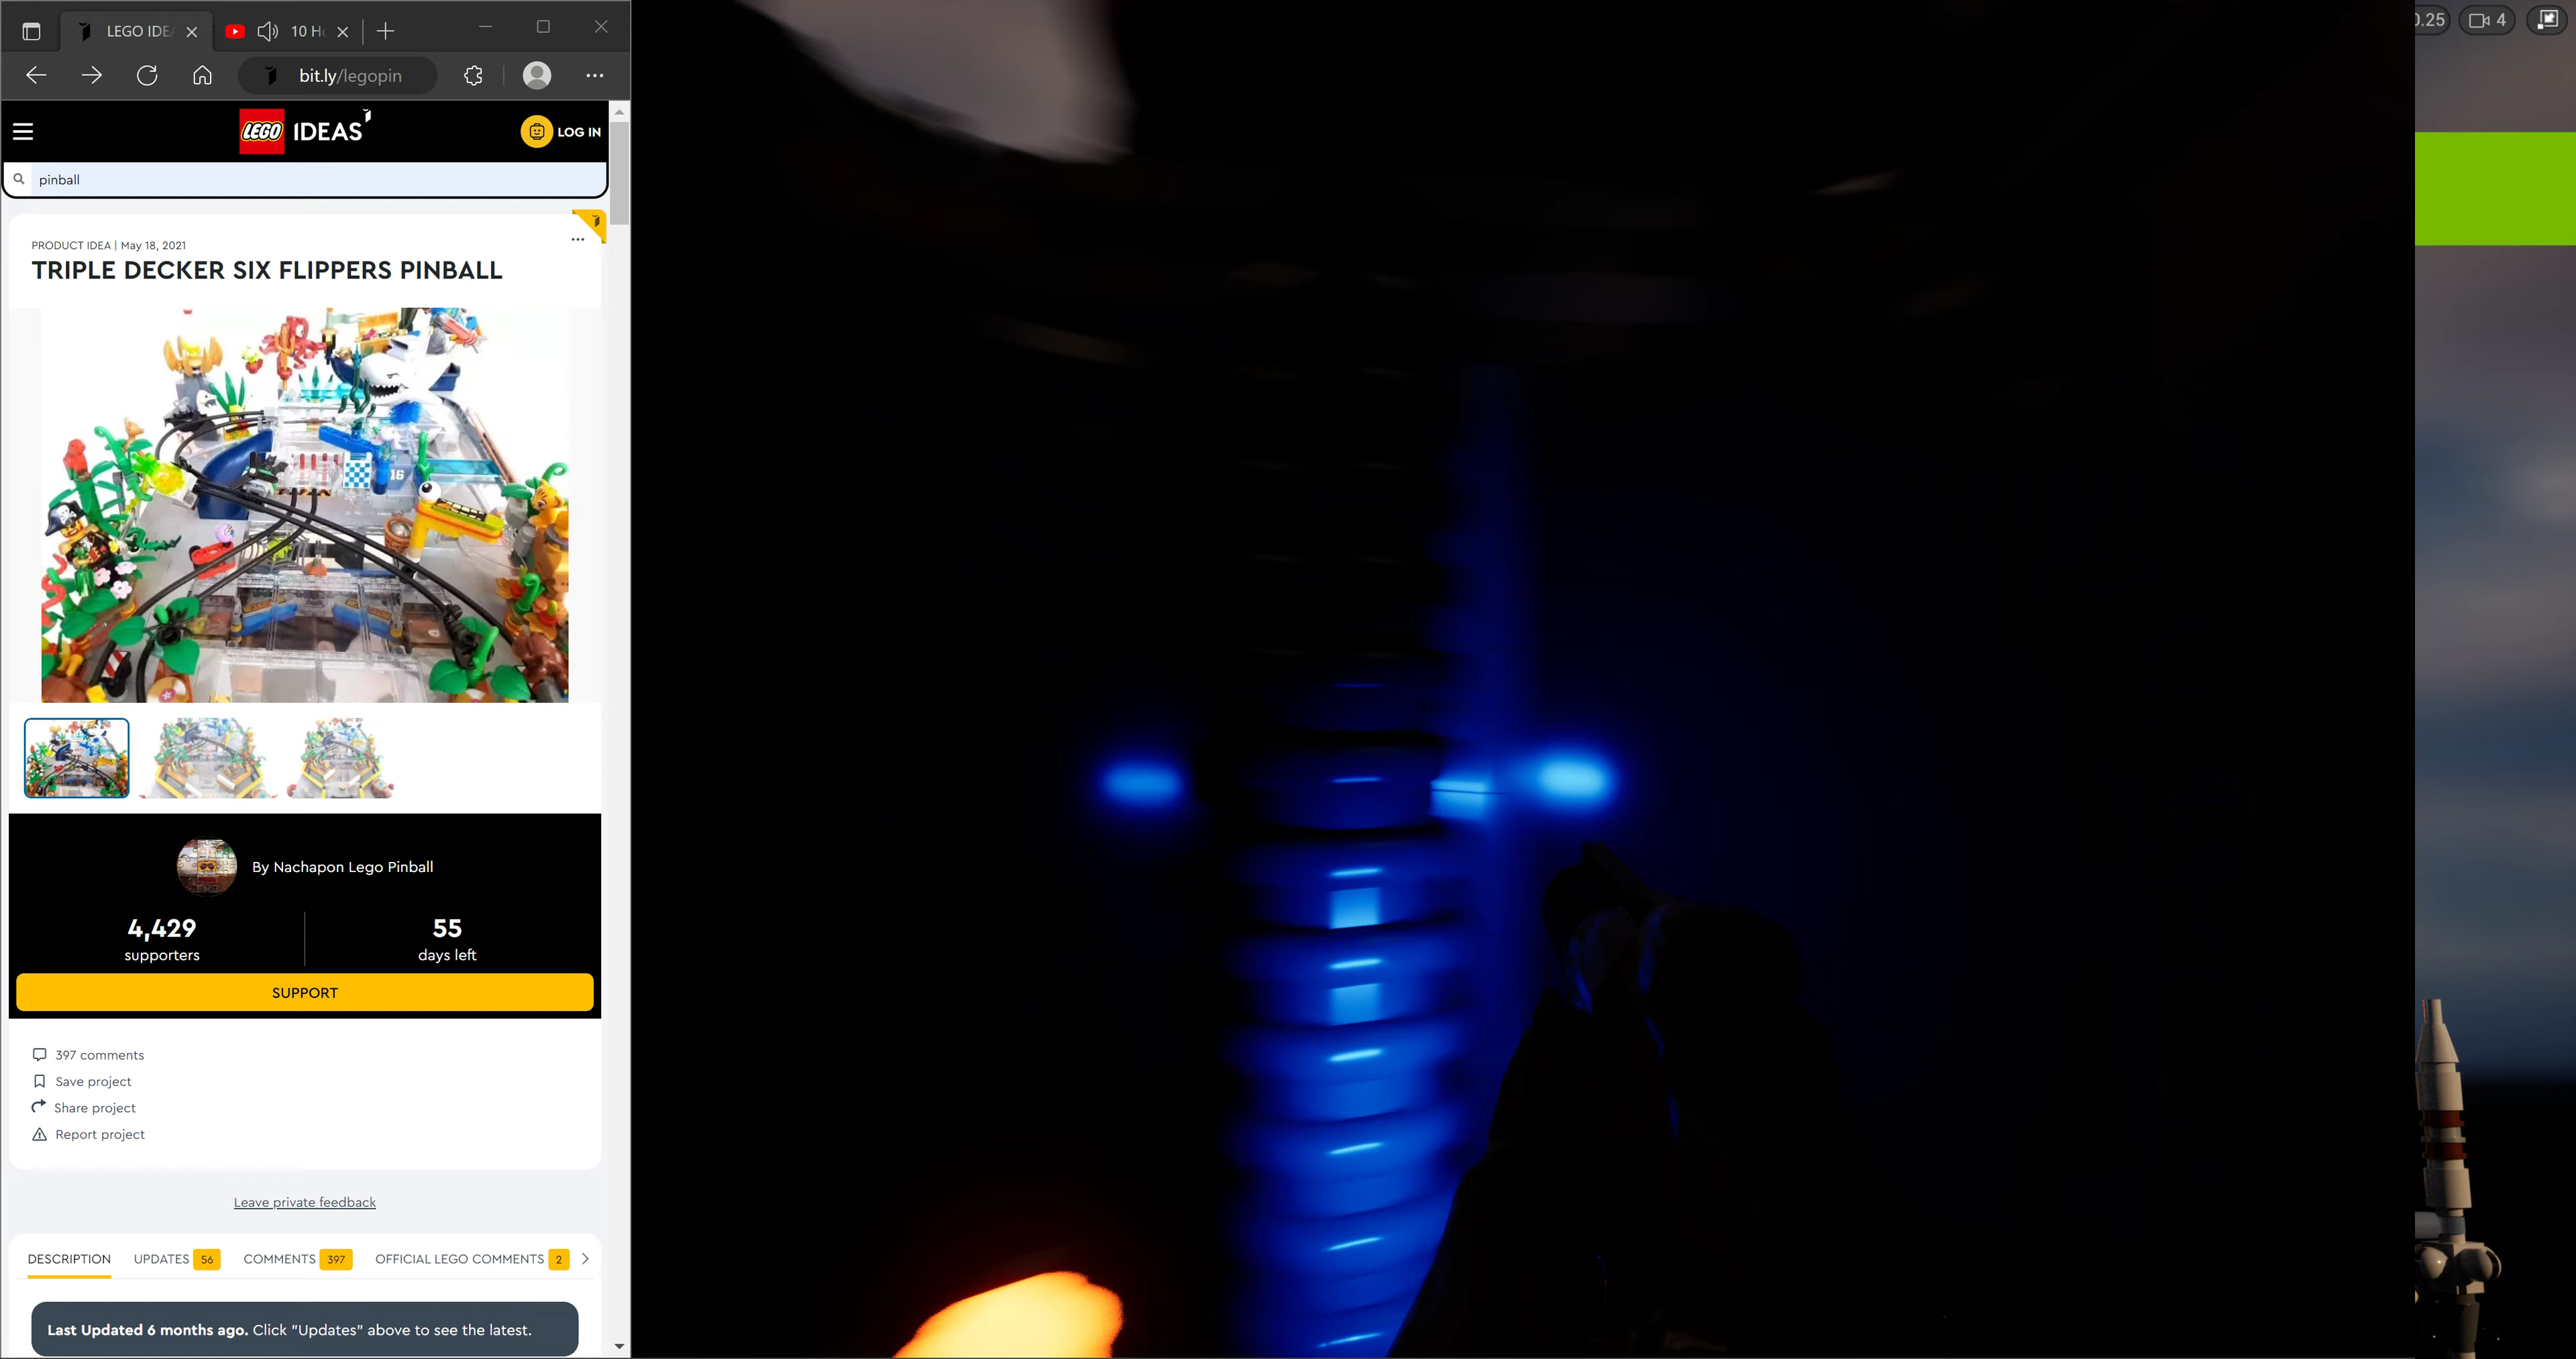 LEGO IDEA
10 H
bit.ly/legopin
LEGO IDEAS
LOG IN
pinball
PRODUCT IDEA | May 18, 2021
TRIPLE DECKER SIX FLIPPERS PINBALL
16
By Nachapon Lego Pinball
4,429
supporters
55
days left
SUPPORT
397 comments
Save project
Share project
Report project
Leave private feedback
DESCRIPTION
UPDATES 56
COMMENTS 397
OFFICIAL LEGO COMMENTS 2
Last Updated 6 months ago. Click "Updates" above to see the latest.
0.25
4